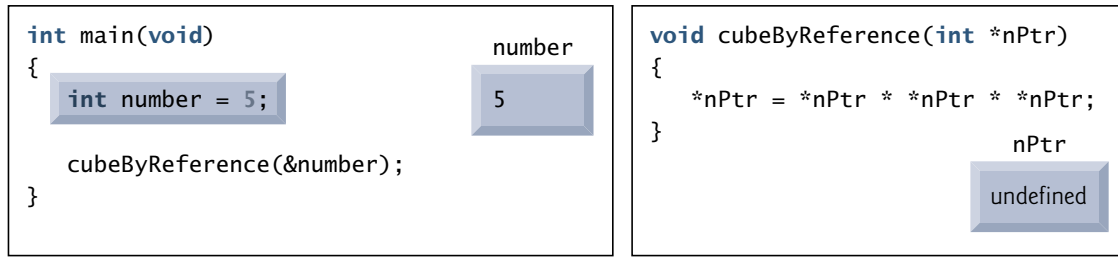 int main(void)
{
int number = 5;
cubeByReference(&number);
}
number
5
void cubeByReference(int *nPtr)
{
*nPtr = *nPtr * *nPtr * *nPtr;
}
nPtr
undefined